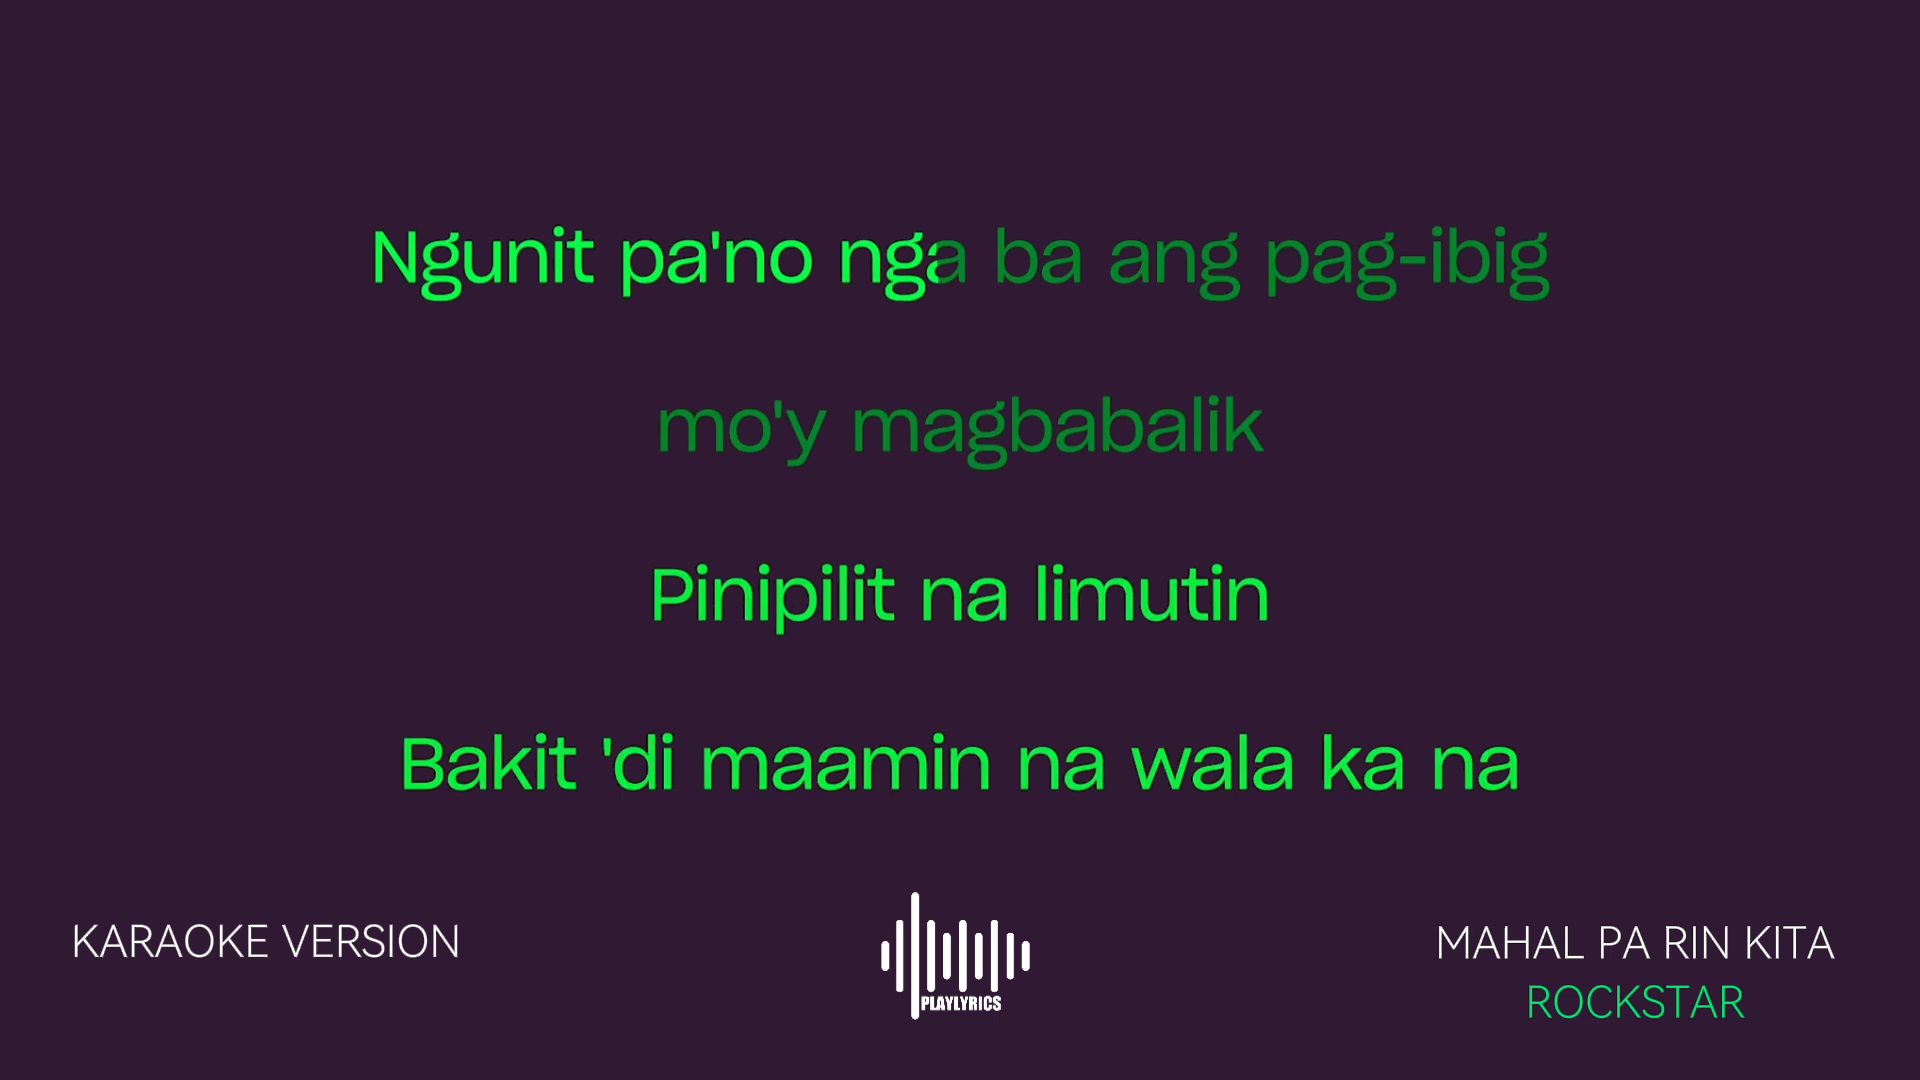 Ngunit pa'no nga ba ang pag-ibig
mo'y magbabalik
Pinipilit na limutin
Bakit 'di maamin na wala ka na
KARAOKE VERSION
PLAYLYRICS
MAHAL PA RIN KITA
ROCKSTAR